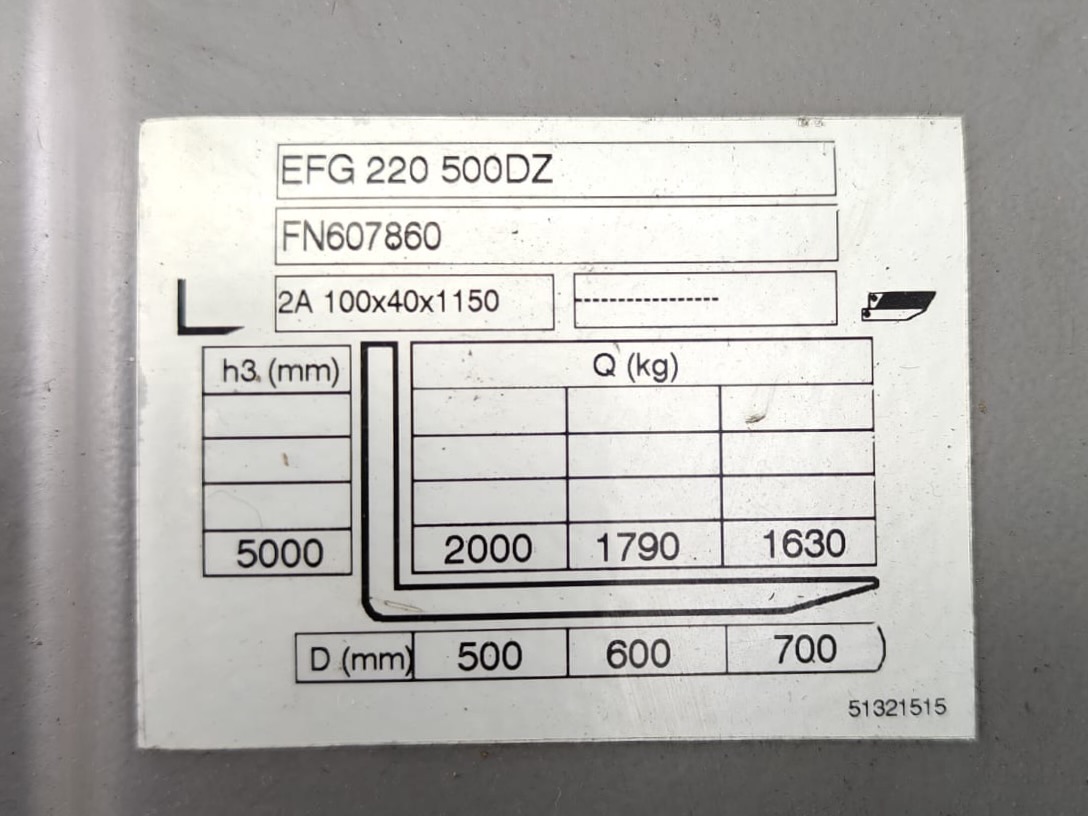 EFG 220 500DZ
FN607860
2A 100x40x1150 ---------------------
h3 (mm) Q (kg)
5000 2000 1790 1630
D (mm) 500 600 700
51321515